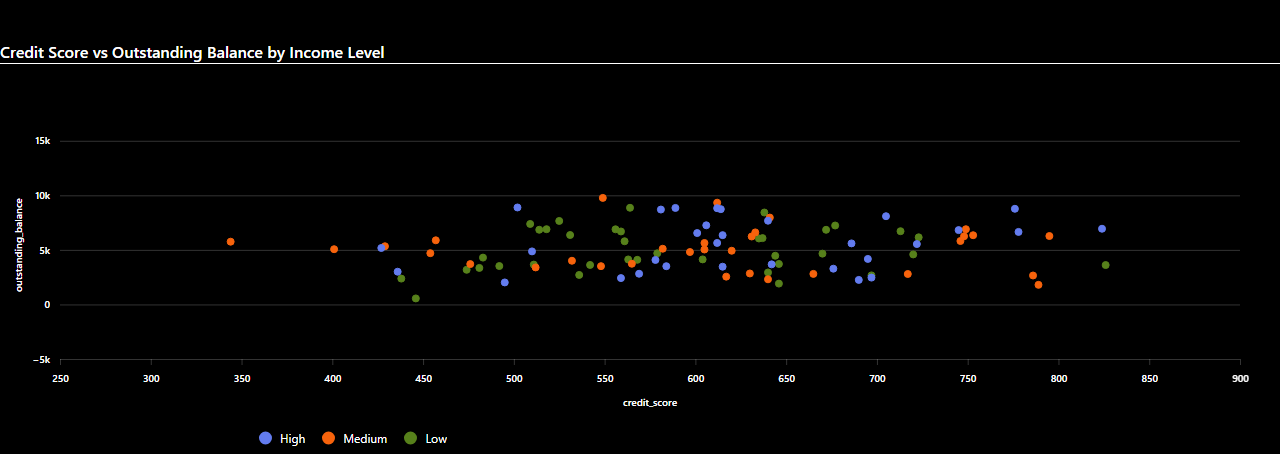 Credit Score vs Outstanding Balance by Income Level
15k
10k
5k
0
−5k
outstanding_balance
250 300 350 400 450 500 550 600 650 700 750 800 850 900
credit_score
High Medium Low